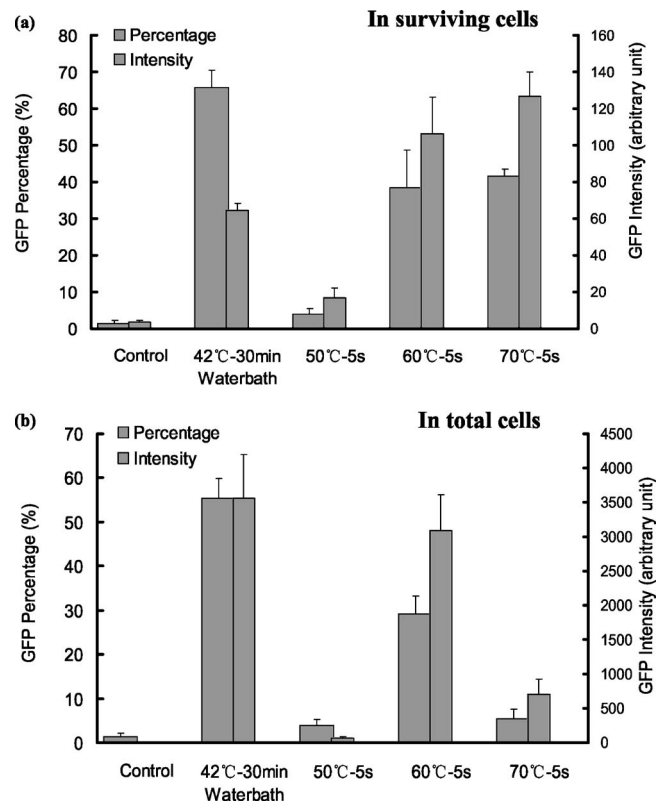 (a)
In surviving cells
Percentage
Intensity
GFP Percentage (%)
80
70
60
50
40
30
20
10
0
GFP Intensity (arbitrary unit)
160
140
120
100
80
60
40
20
0
Control
42℃-30min
Waterbath
50℃-5s
60℃-5s
70℃-5s
(b)
In total cells
Percentage
Intensity
GFP Percentage (%)
70
60
50
40
30
20
10
0
GFP Intensity (arbitrary unit)
4500
4000
3500
3000
2500
2000
1500
1000
500
0
Control
42℃-30min
Waterbath
50℃-5s
60℃-5s
70℃-5s